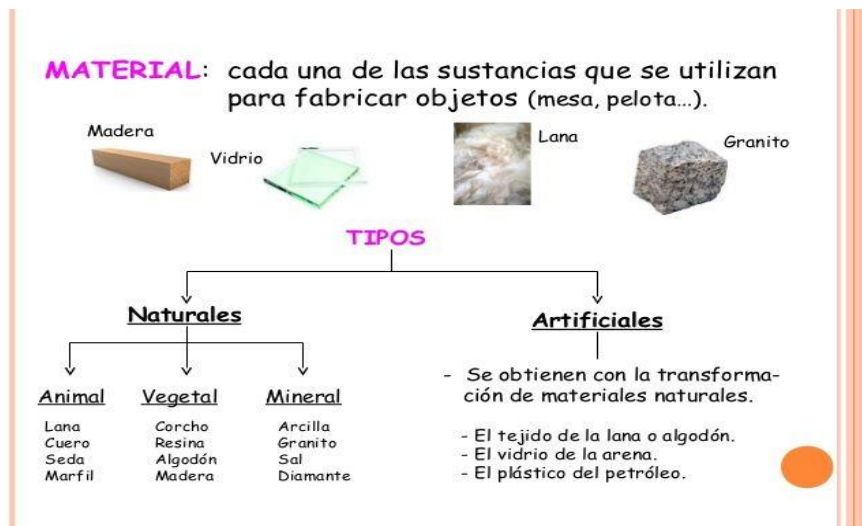 MATERIAL: cada una de las sustancias que se utilizan
para fabricar objetos (mesa, pelota...).
Madera
Vidrio
Lana
Granito
TIPOS
Naturales
Artificiales
Animal
Lana
Cuero
Seda
Marfil
Vegetal
Corcho
Resina
Algodón
Madera
Mineral
Arcilla
Granito
Sal
Diamante
- Se obtienen con la transforma-
ción de materiales naturales.
- El tejido de la lana o algodón.
- El vidrio de la arena.
- El plástico del petróleo.